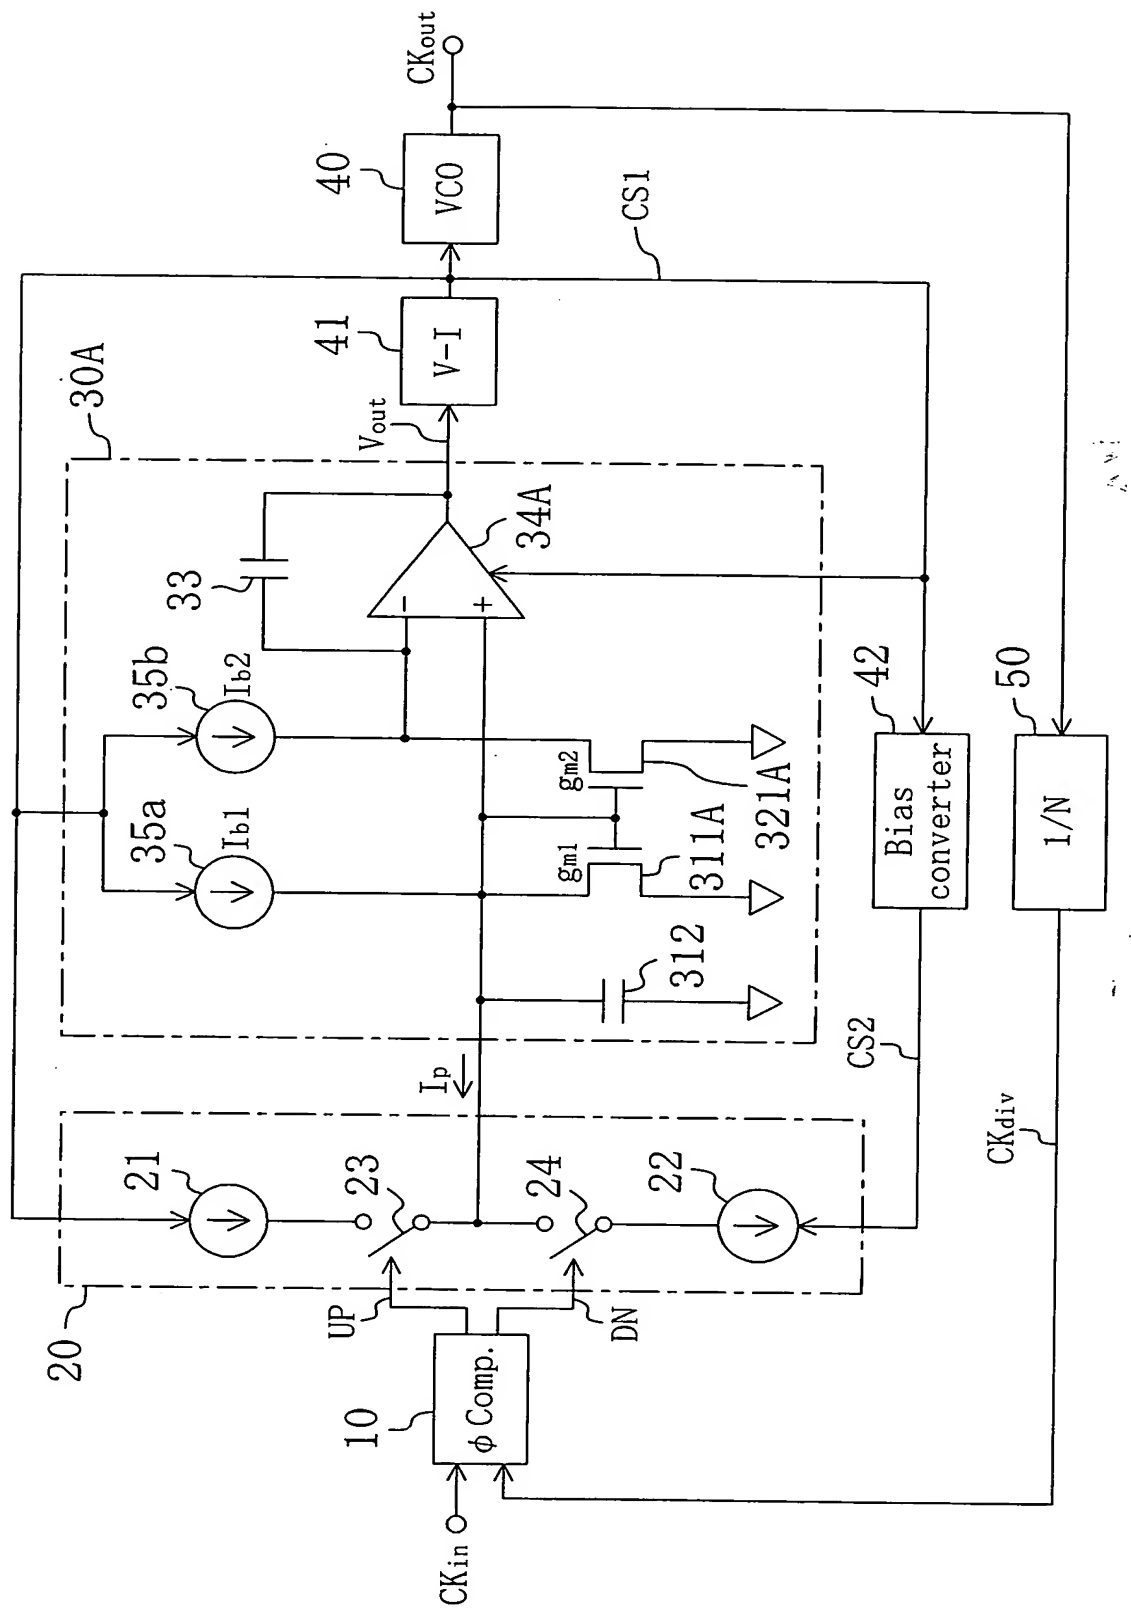 CKin
10
φ Comp.
UP
DN
20
21
23
24
22
Ip
30A
35a
Ib1
35b
Ib2
33
34A
−
+
gm1
gm2
311A
321A
312
Vout
41
V-I
40
VCO
CKout
CS1
42
Bias
converter
CS2
50
1/N
CKdiv